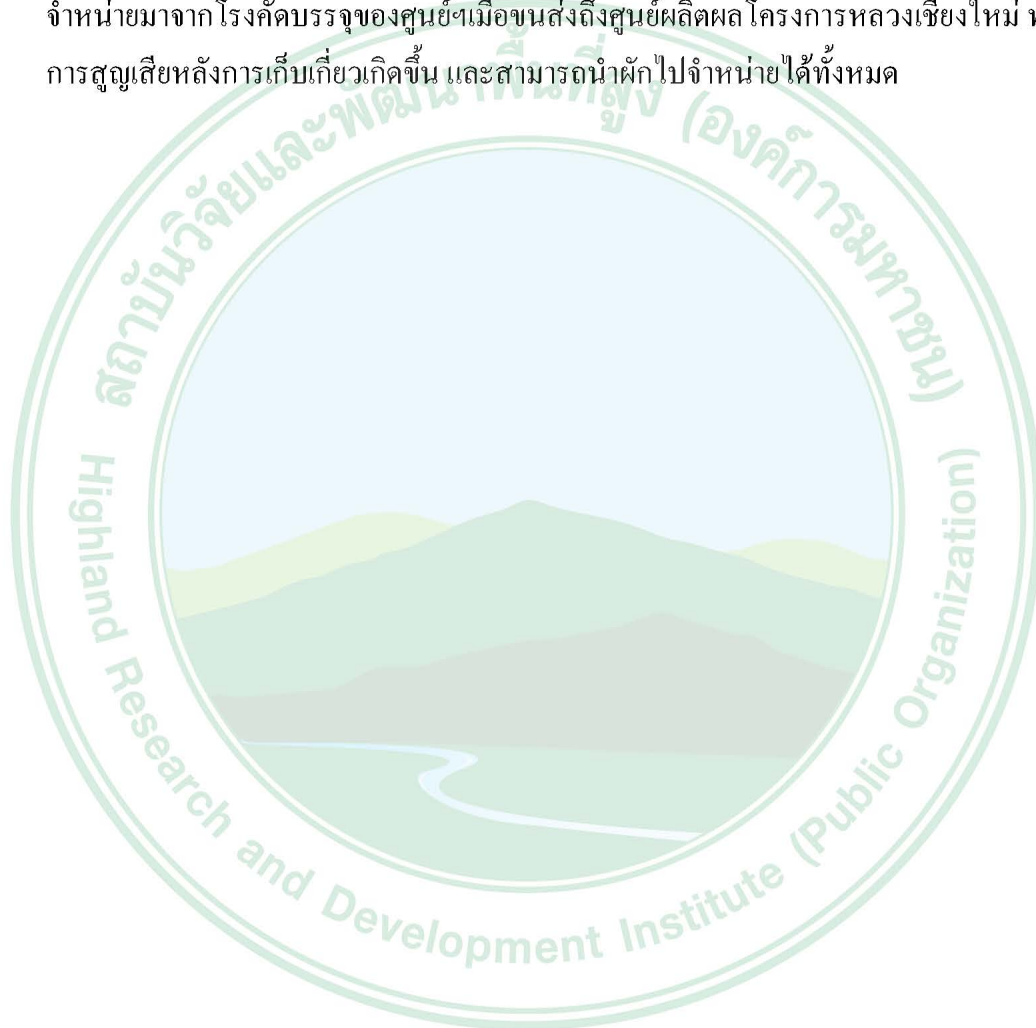 จำหน่ายมาจากโรงคัดบรรจุของศูนย์ฯเมื่อขนส่งถึงศูนย์ผลิตผลโครงการหลวงเชียงใหม่
การสูญเสียหลังการเก็บเกี่ยวเกิดขึ้น และสามารถนำผักไปจำหน่ายได้ทั้งหมด
สถาบันวิจัยและพัฒนาพื้นที่สูง (องค์การมหาชน)
Highland Research and Development Institute (Public Organization)